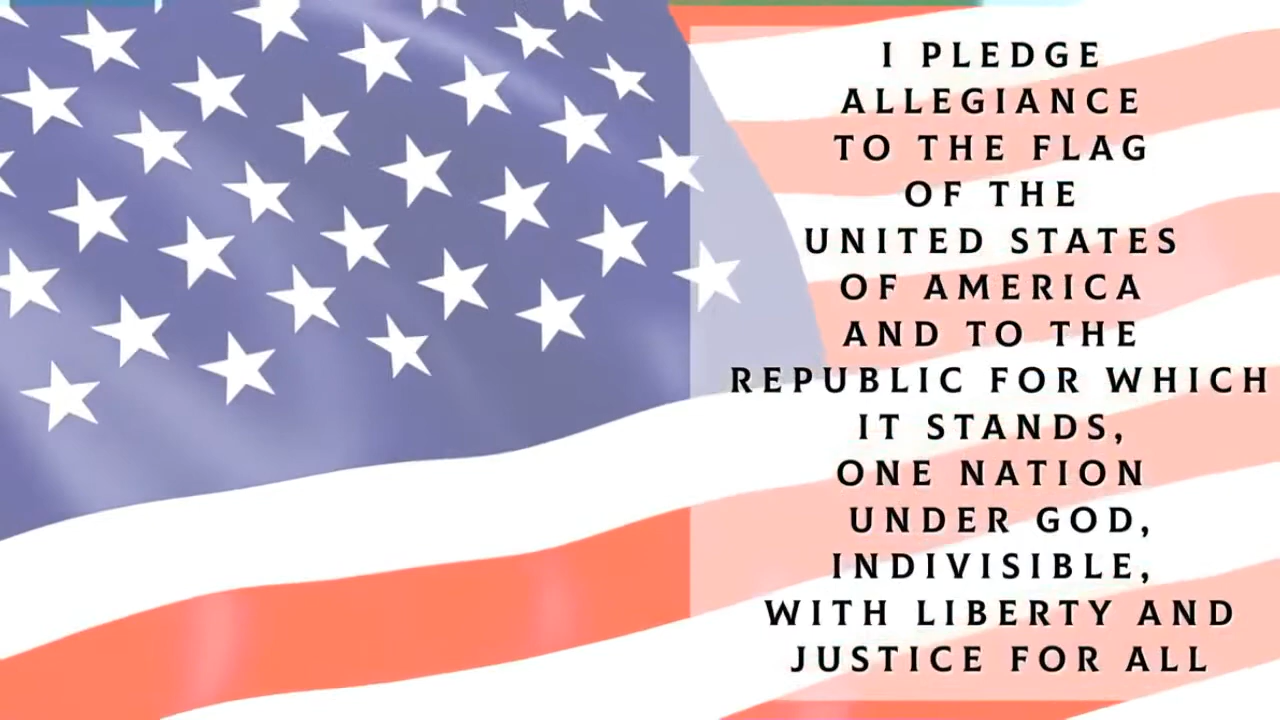 I PLEDGE
ALLEGIANCE
TO THE FLAG
OF THE
UNITED STATES
OF AMERICA
AND TO THE
REPUBLIC FOR WHICH
IT STANDS,
ONE NATION
UNDER GOD,
INDIVISIBLE,
WITH LIBERTY AND
JUSTICE FOR ALL